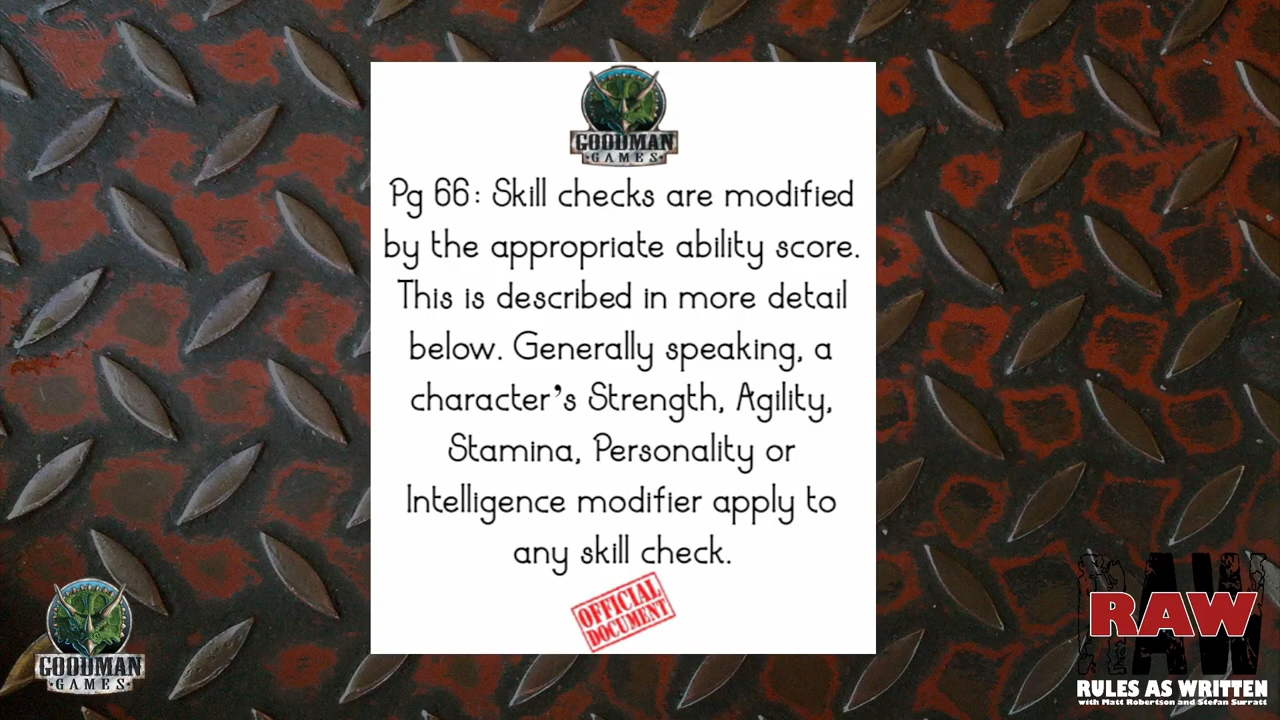 GOODMAN
GAMES
Pg 66: Skill checks are modified
by the appropriate ability score.
This is described in more detail
below. Generally speaking, a
character's Strength, Agility,
Stamina, Personality or
Intelligence modifier apply to
any skill check.
OFFICIAL
DOCUMENT
GOODMAN
GAMES
RAW
RULES AS WRITTEN
with Matt Robertson and Stefan Surratt